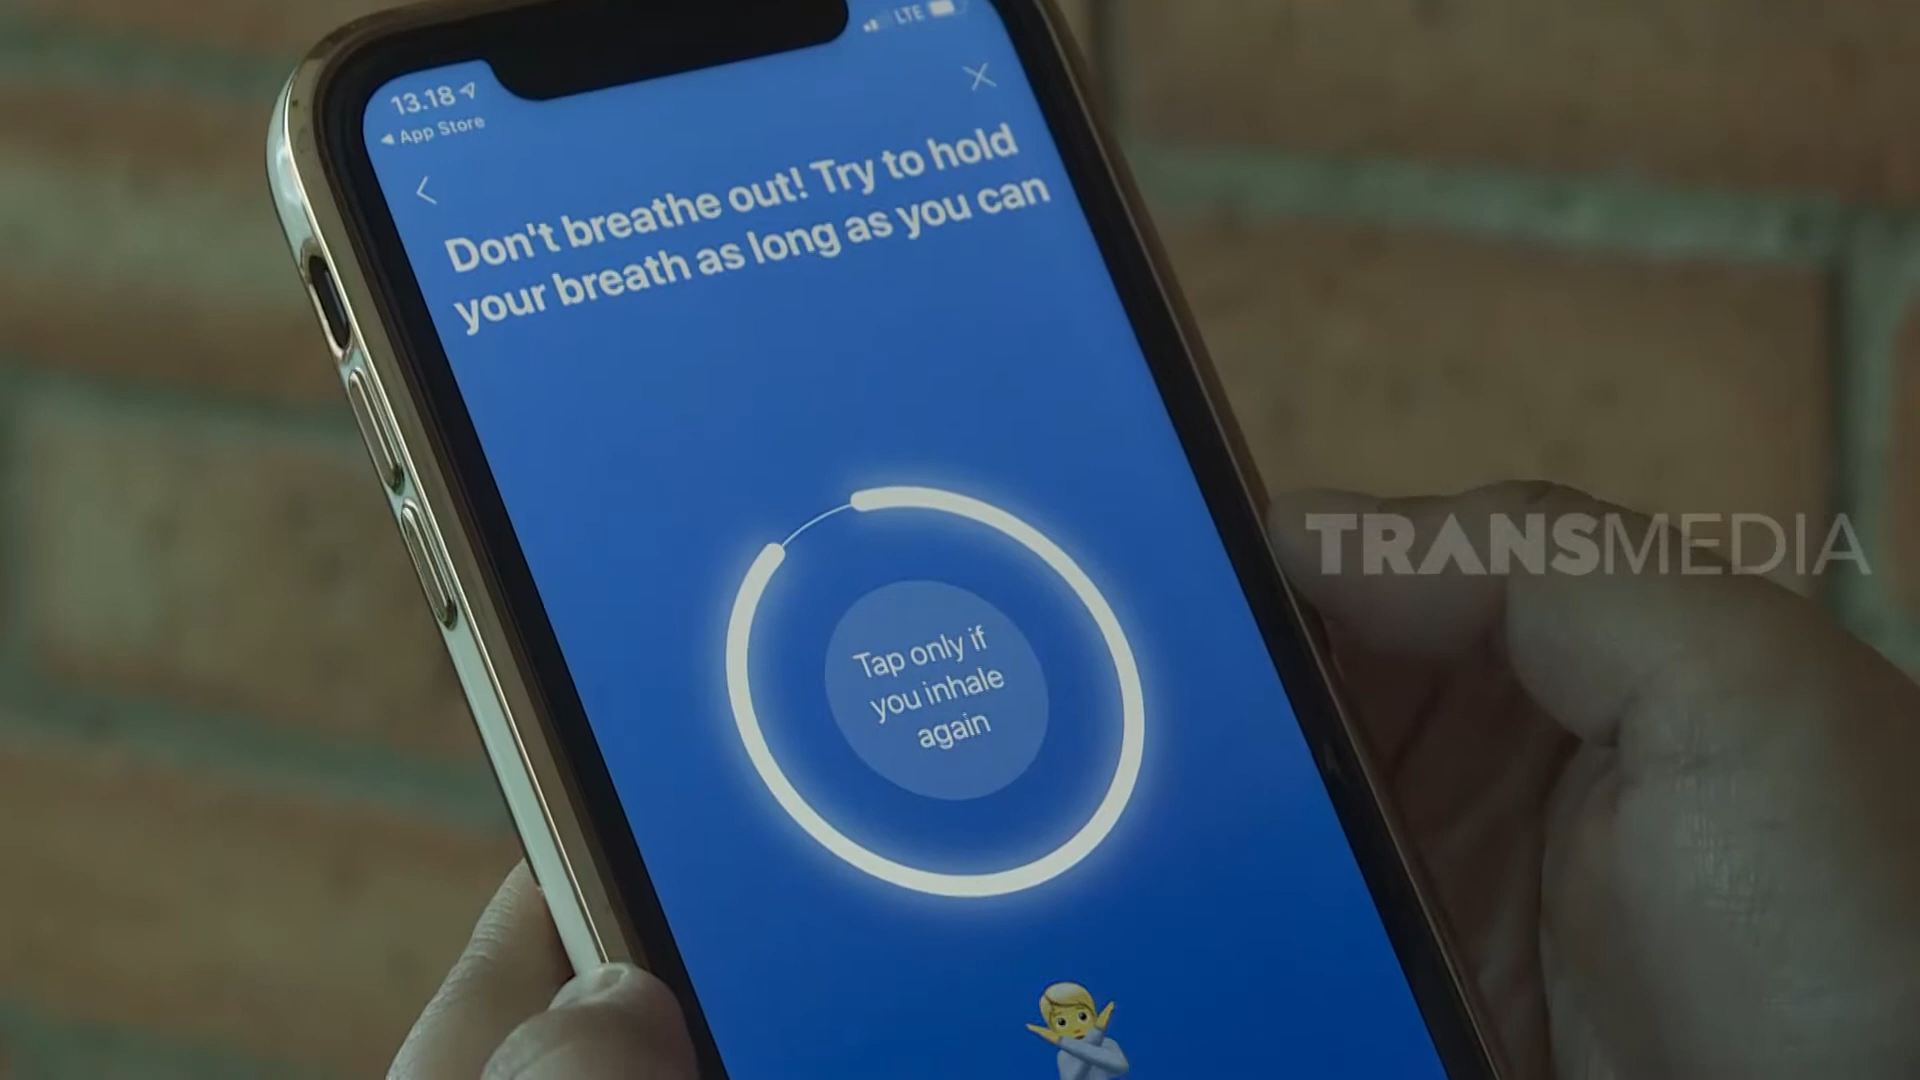 LTE
13.18
App Store
Don't breathe out! Try to hold
your breath as long as you can
Tap only if
you inhale
again
TRANSMEDIA